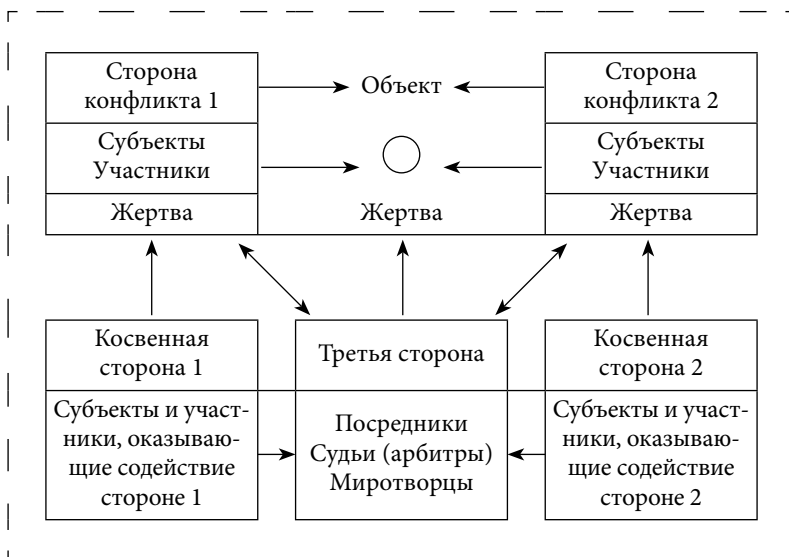 Сторона
конфликта 1
Объект
Сторона
конфликта 2
Субъекты
Участники
Субъекты
Участники
Жертва
Жертва
Жертва
Косвенная
сторона 1
Третья сторона
Косвенная
сторона 2
Субъекты и участ-
ники, оказываю-
щие содействие
стороне 1
Посредники
Судьи (арбитры)
Миротворцы
Субъекты и участ-
ники, оказываю-
щие содействие
стороне 2